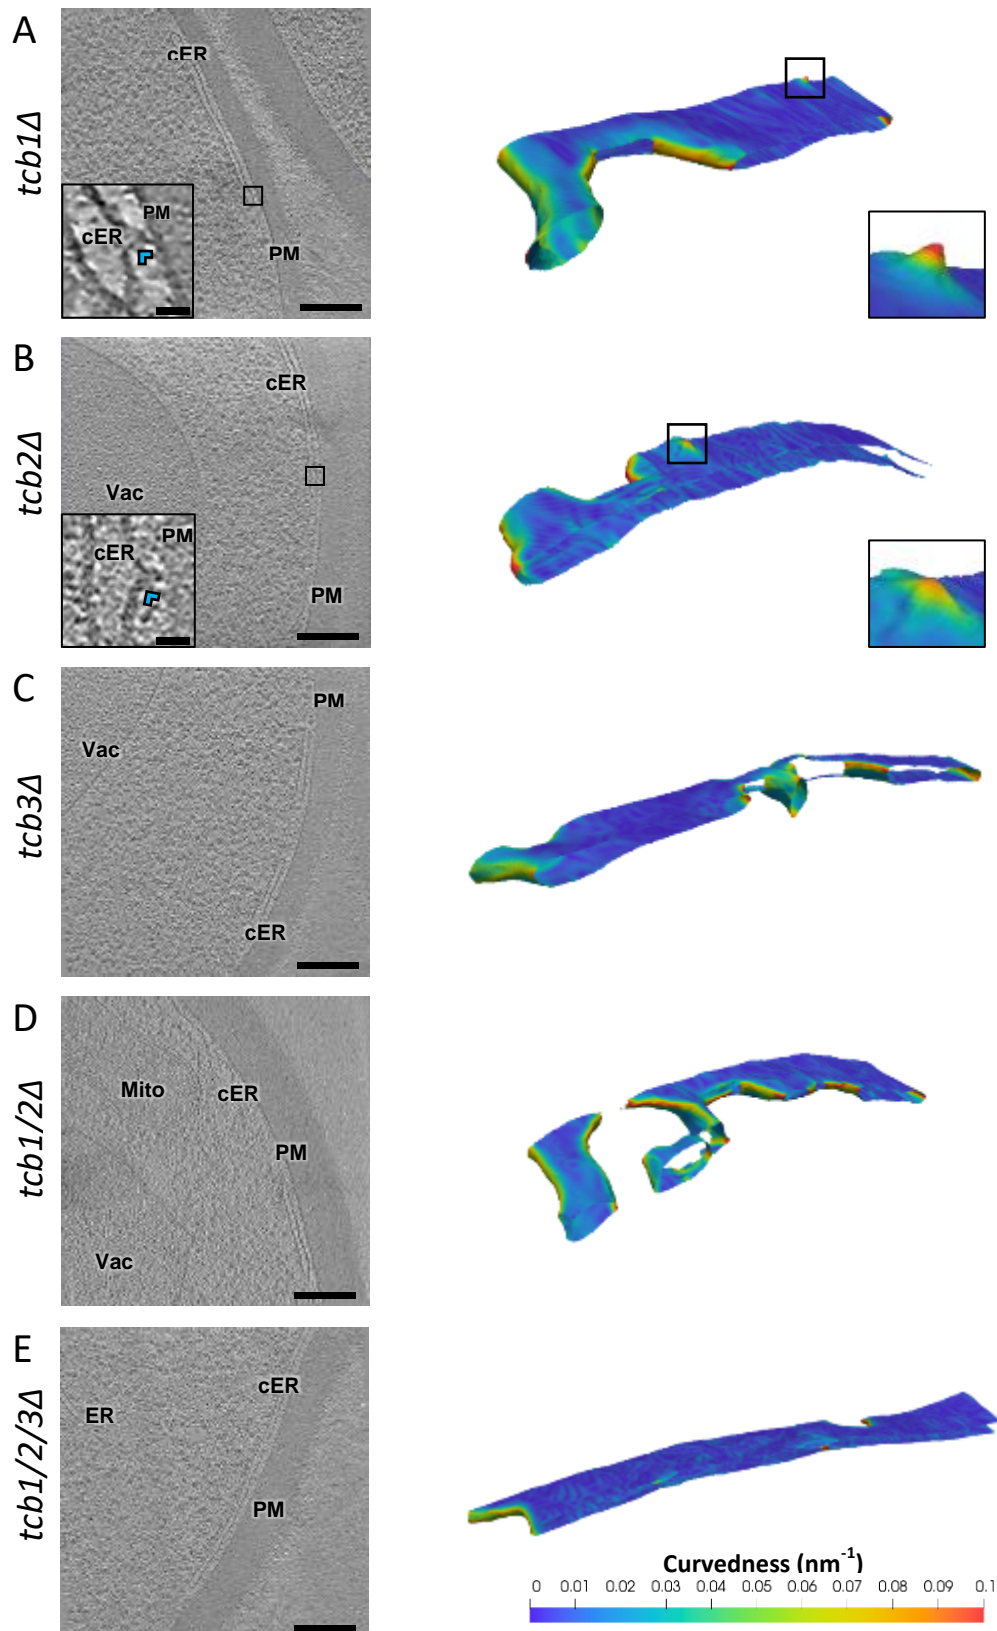 A
tcb1Δ
cER
PM
cER
PM
B
tcb2Δ
cER
Vac
PM
cER
PM
C
tcb3Δ
PM
Vac
cER
D
tcb1/2Δ
Mito
cER
PM
Vac
E
tcb1/2/3Δ
cER
ER
PM
Curvedness (nm⁻¹)
0 0.01 0.02 0.03 0.04 0.05 0.06 0.07 0.08 0.09 0.1